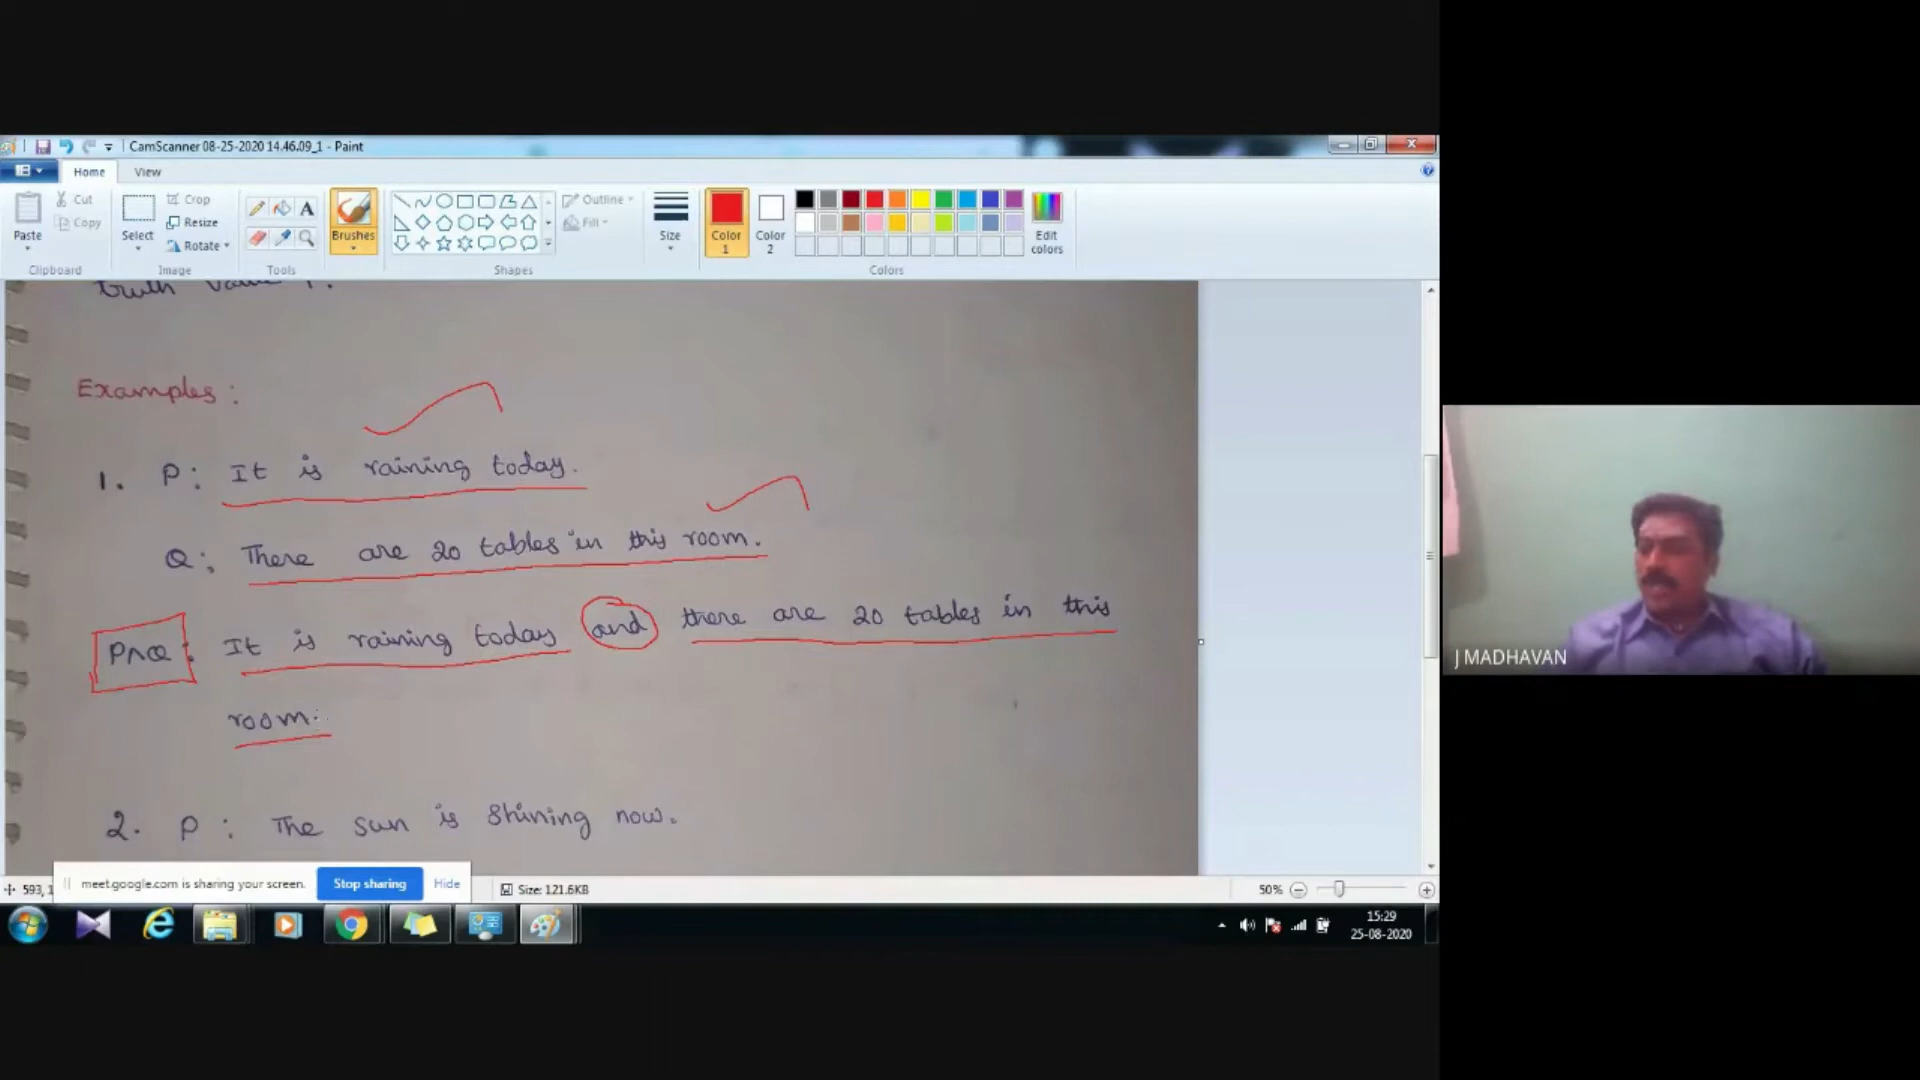 CamScanner 08-25-2020 14.46.09_1 - Paint
Home View
Cut
Copy
Paste
Clipboard
Crop
Resize
Rotate
Select
Image
A
Tools
Brushes
Shapes
Outline
Fill
Size
Color 1
Color 2
Edit colors
Colors
truth value T.
Examples :
1. P : It is raining today.
Q : There are 20 tables in this room.
P∧Q : It is raining today and there are 20 tables in this
room.
2. P : The sun is shining now.
J MADHAVAN
meet.google.com is sharing your screen. Stop sharing Hide
593, 1
Size: 121.6KB
50%
15:29
25-08-2020